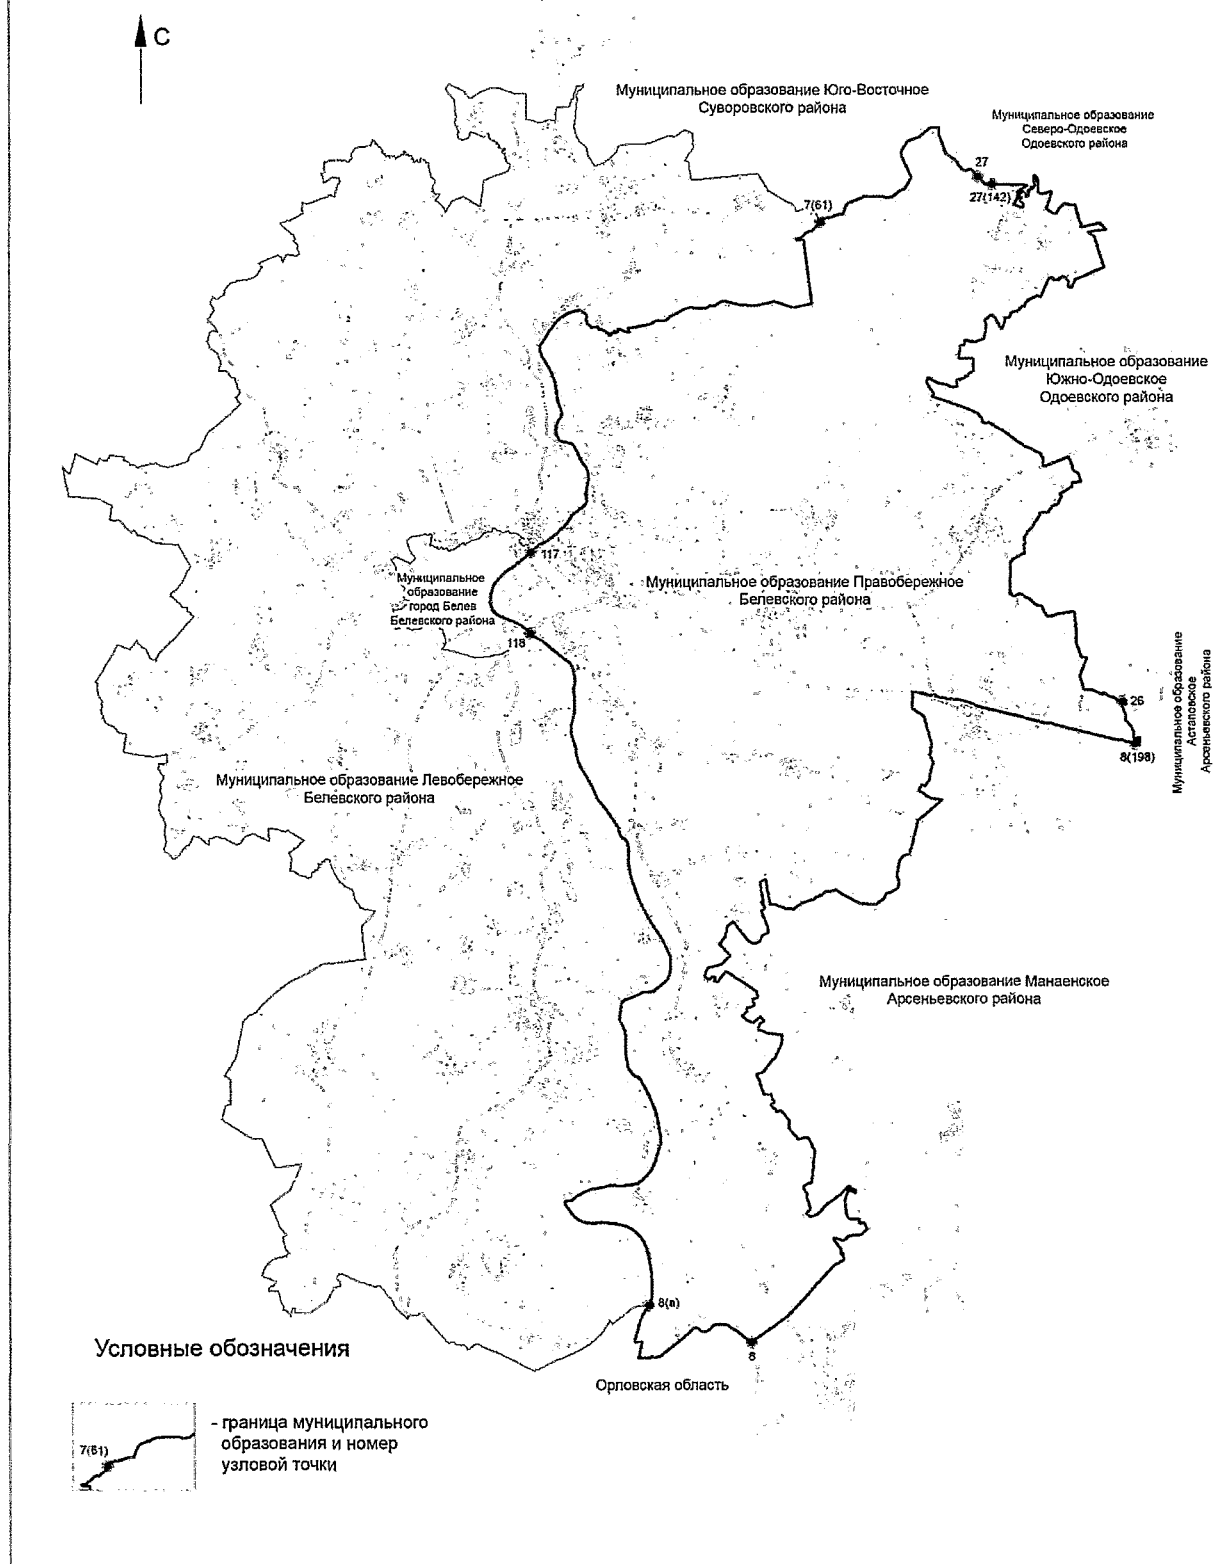 С
Муниципальное образование Юго-Восточное
Суворовского района
Муниципальное образование
Северо-Одоевское
Одоевского района
27
27(142)
7(61)
Муниципальное образование
Южно-Одоевское
Одоевского района
117
Муниципальное
образование
город Белев
Белевского района
Муниципальное образование Правобережное
Белевского района
118
Муниципальное образование
Астаповское
Арсеньевского района
26
8(198)
Муниципальное образование Левобережное
Белевского района
Муниципальное образование Манаенское
Арсеньевского района
8(в)
8
Условные обозначения
Орловская область
7(61)
- граница муниципального
образования и номер
узловой точки